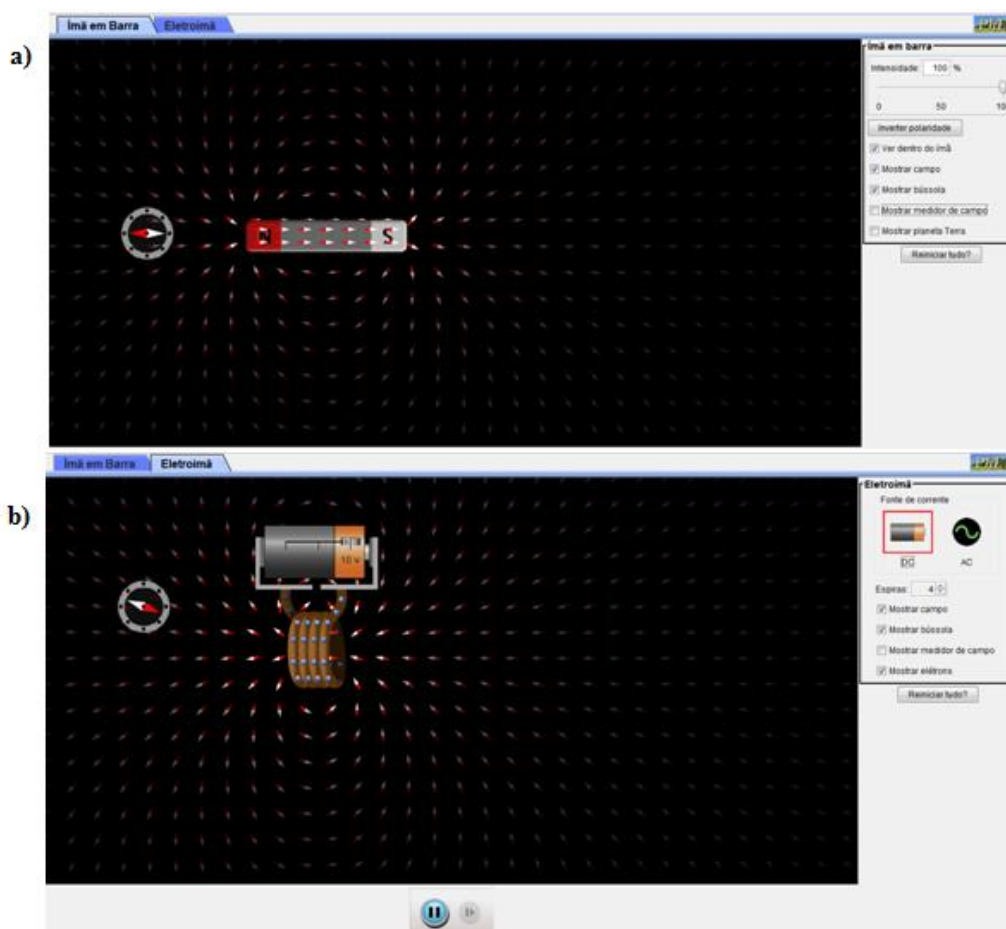 a)
Ímã em Barra Eletroímã
Ímã em barra
Intensidade: 100 %
0 50 10
Inverter polaridade
Ver dentro do ímã
Mostrar campo
Mostrar bússola
Mostrar medidor de campo
Mostrar planeta Terra
Reiniciar tudo?
N S
b)
Ímã em Barra Eletroímã
Eletroímã
Fonte de corrente
DC AC
Espiras: 4
Mostrar campo
Mostrar bússola
Mostrar medidor de campo
Mostrar elétrons
Reiniciar tudo?
10 V